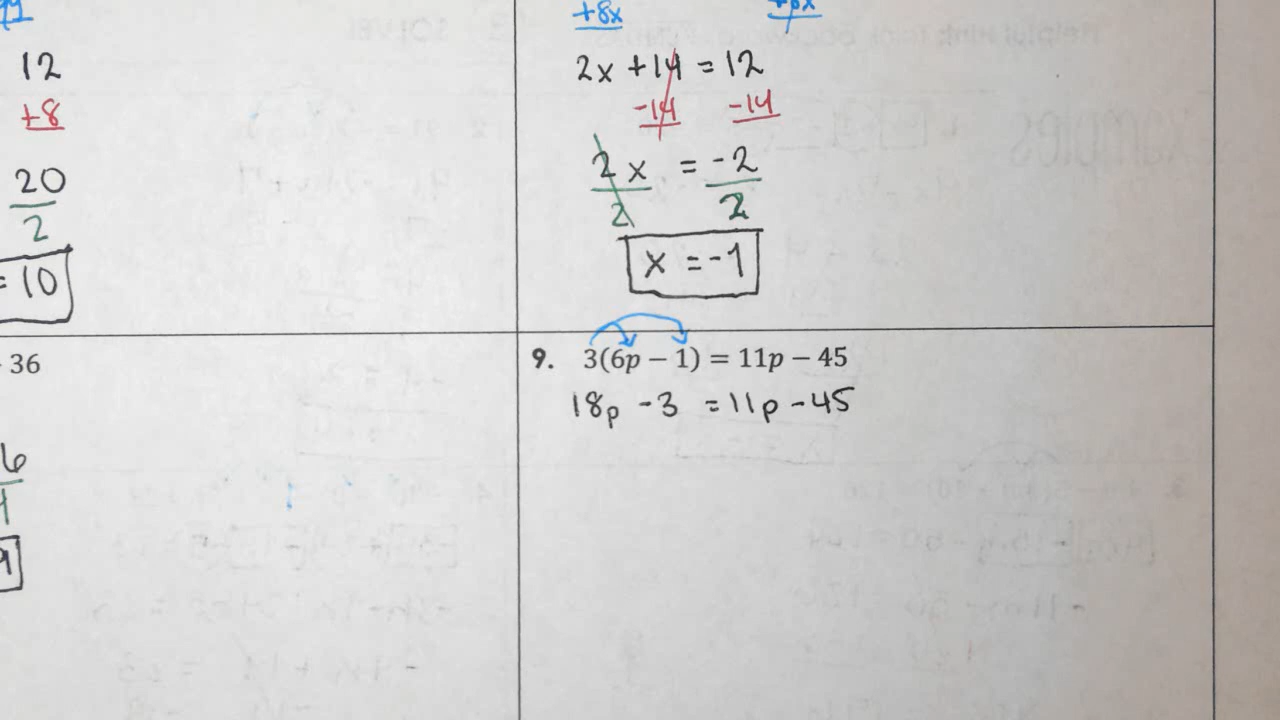 12
+8
20
2
= 10
36
6
+8x
2x + 14 = 12
-14 -14
2x = -2
2 2
x = -1
9. 3(6p − 1) = 11p − 45
18p - 3 = 11p - 45